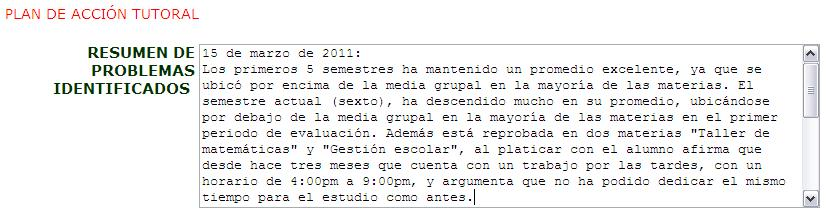 PLAN DE ACCIÓN TUTORAL
RESUMEN DE
PROBLEMAS
IDENTIFICADOS
15 de marzo de 2011:
Los primeros 5 semestres ha mantenido un promedio excelente, ya que se
ubicó por encima de la media grupal en la mayoría de las materias. El
semestre actual (sexto), ha descendido mucho en su promedio, ubicándose
por debajo de la media grupal en la mayoría de las materias en el primer
periodo de evaluación. Además está reprobada en dos materias "Taller de
matemáticas" y "Gestión escolar", al platicar con el alumno afirma que
desde hace tres meses que cuenta con un trabajo por las tardes, con un
horario de 4:00pm a 9:00pm, y argumenta que no ha podido dedicar el mismo
tiempo para el estudio como antes.